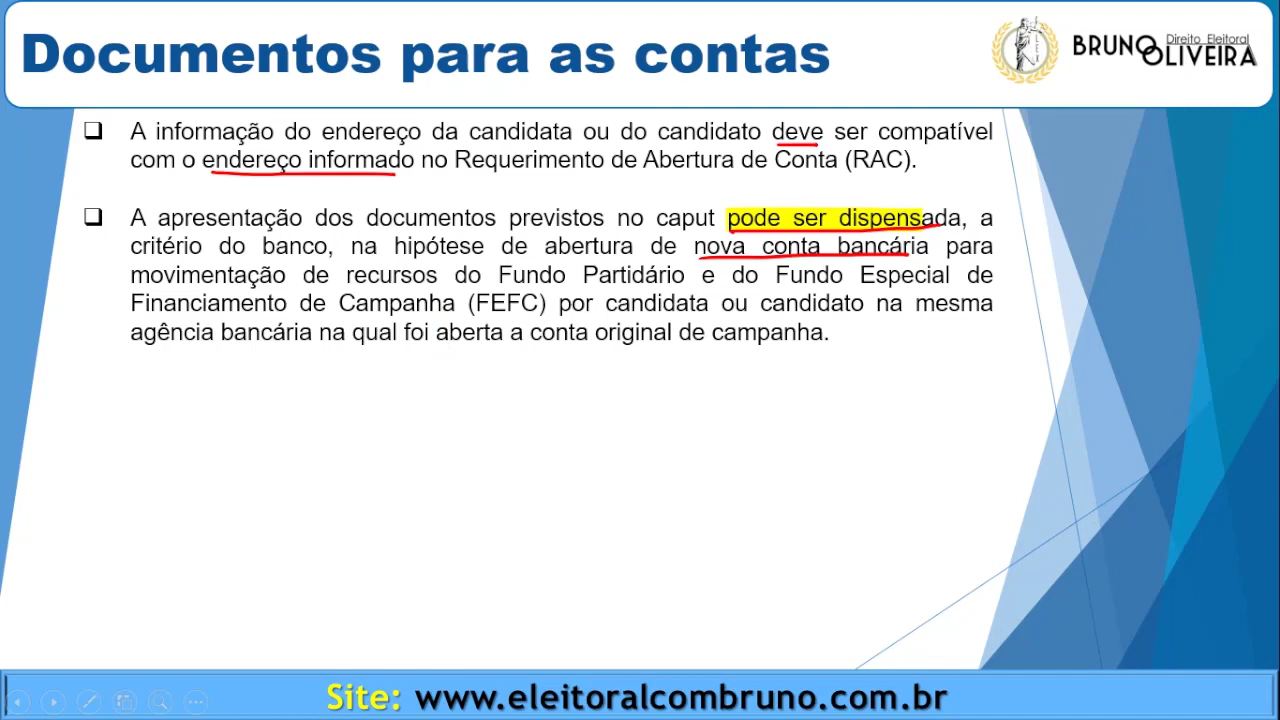 Documentos para as contas
Direito Eleitoral
BRUNO OLIVEIRA
A informação do endereço da candidata ou do candidato deve ser compatível
com o endereço informado no Requerimento de Abertura de Conta (RAC).
A apresentação dos documentos previstos no caput pode ser dispensada, a
critério do banco, na hipótese de abertura de nova conta bancária para
movimentação de recursos do Fundo Partidário e do Fundo Especial de
Financiamento de Campanha (FEFC) por candidata ou candidato na mesma
agência bancária na qual foi aberta a conta original de campanha.
Site: www.eleitoralcombruno.com.br